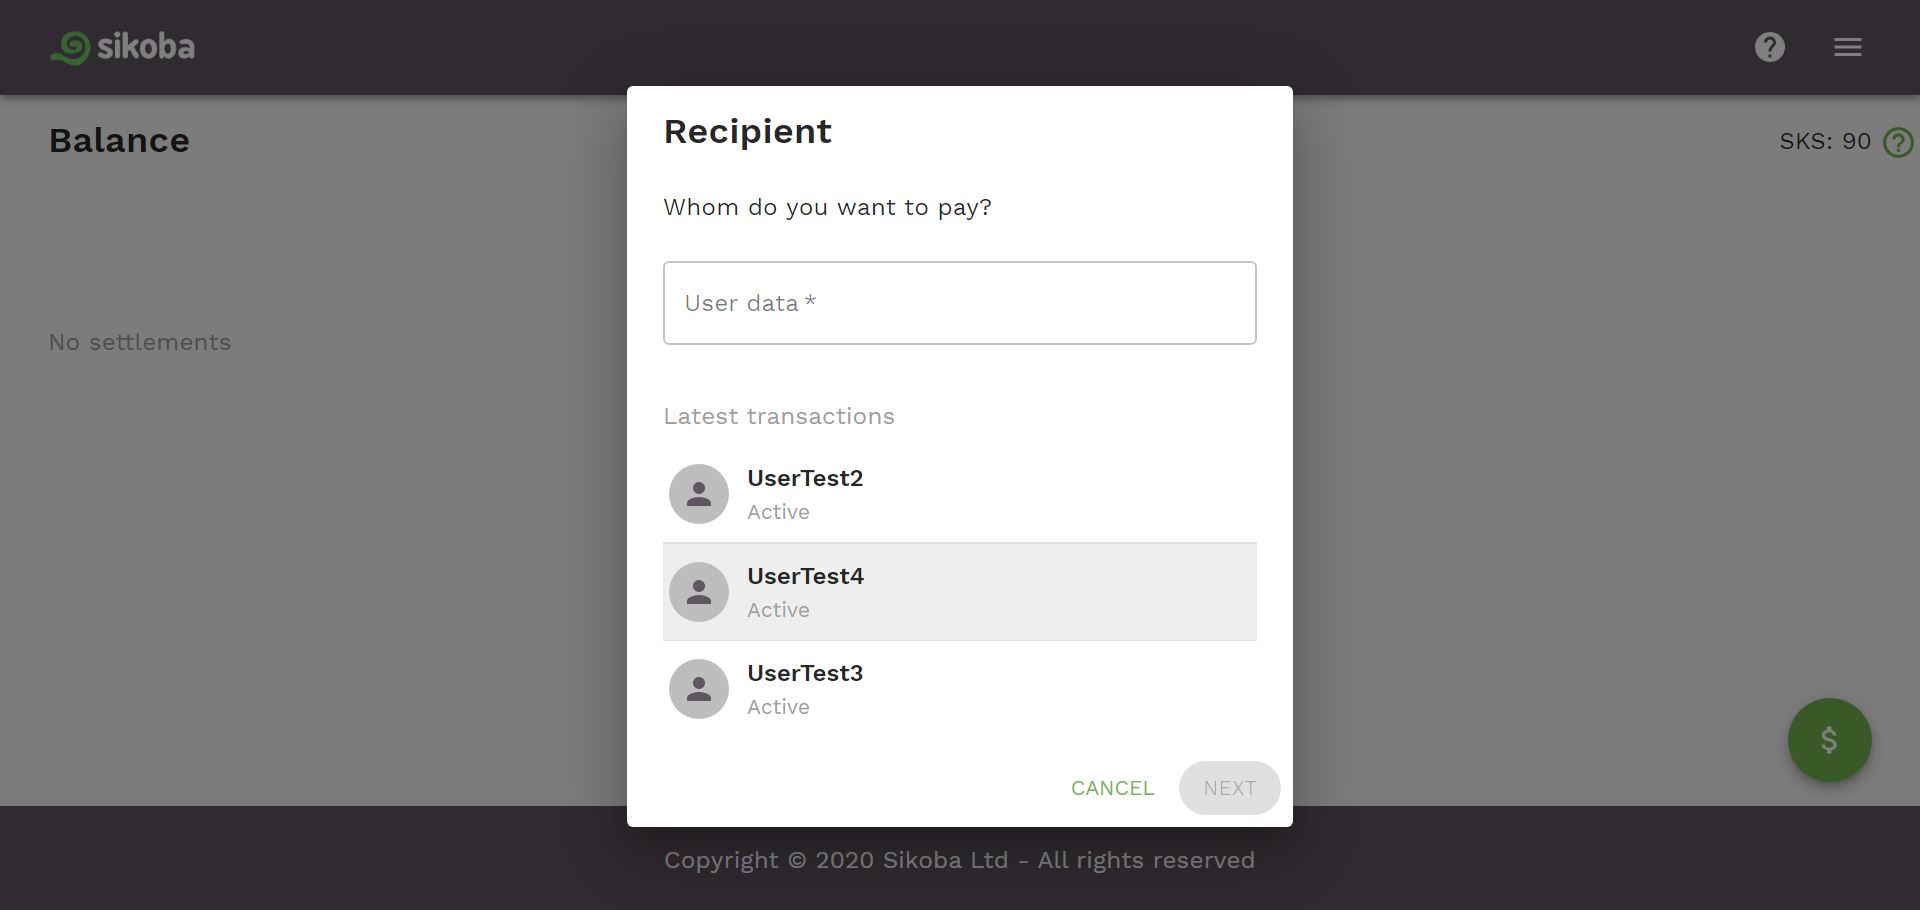 sikoba
Balance
SKS: 90
No settlements
Recipient
Whom do you want to pay?
User data *
Latest transactions
UserTest2
Active
UserTest4
Active
UserTest3
Active
$
CANCEL
NEXT
Copyright © 2020 Sikoba Ltd - All rights reserved